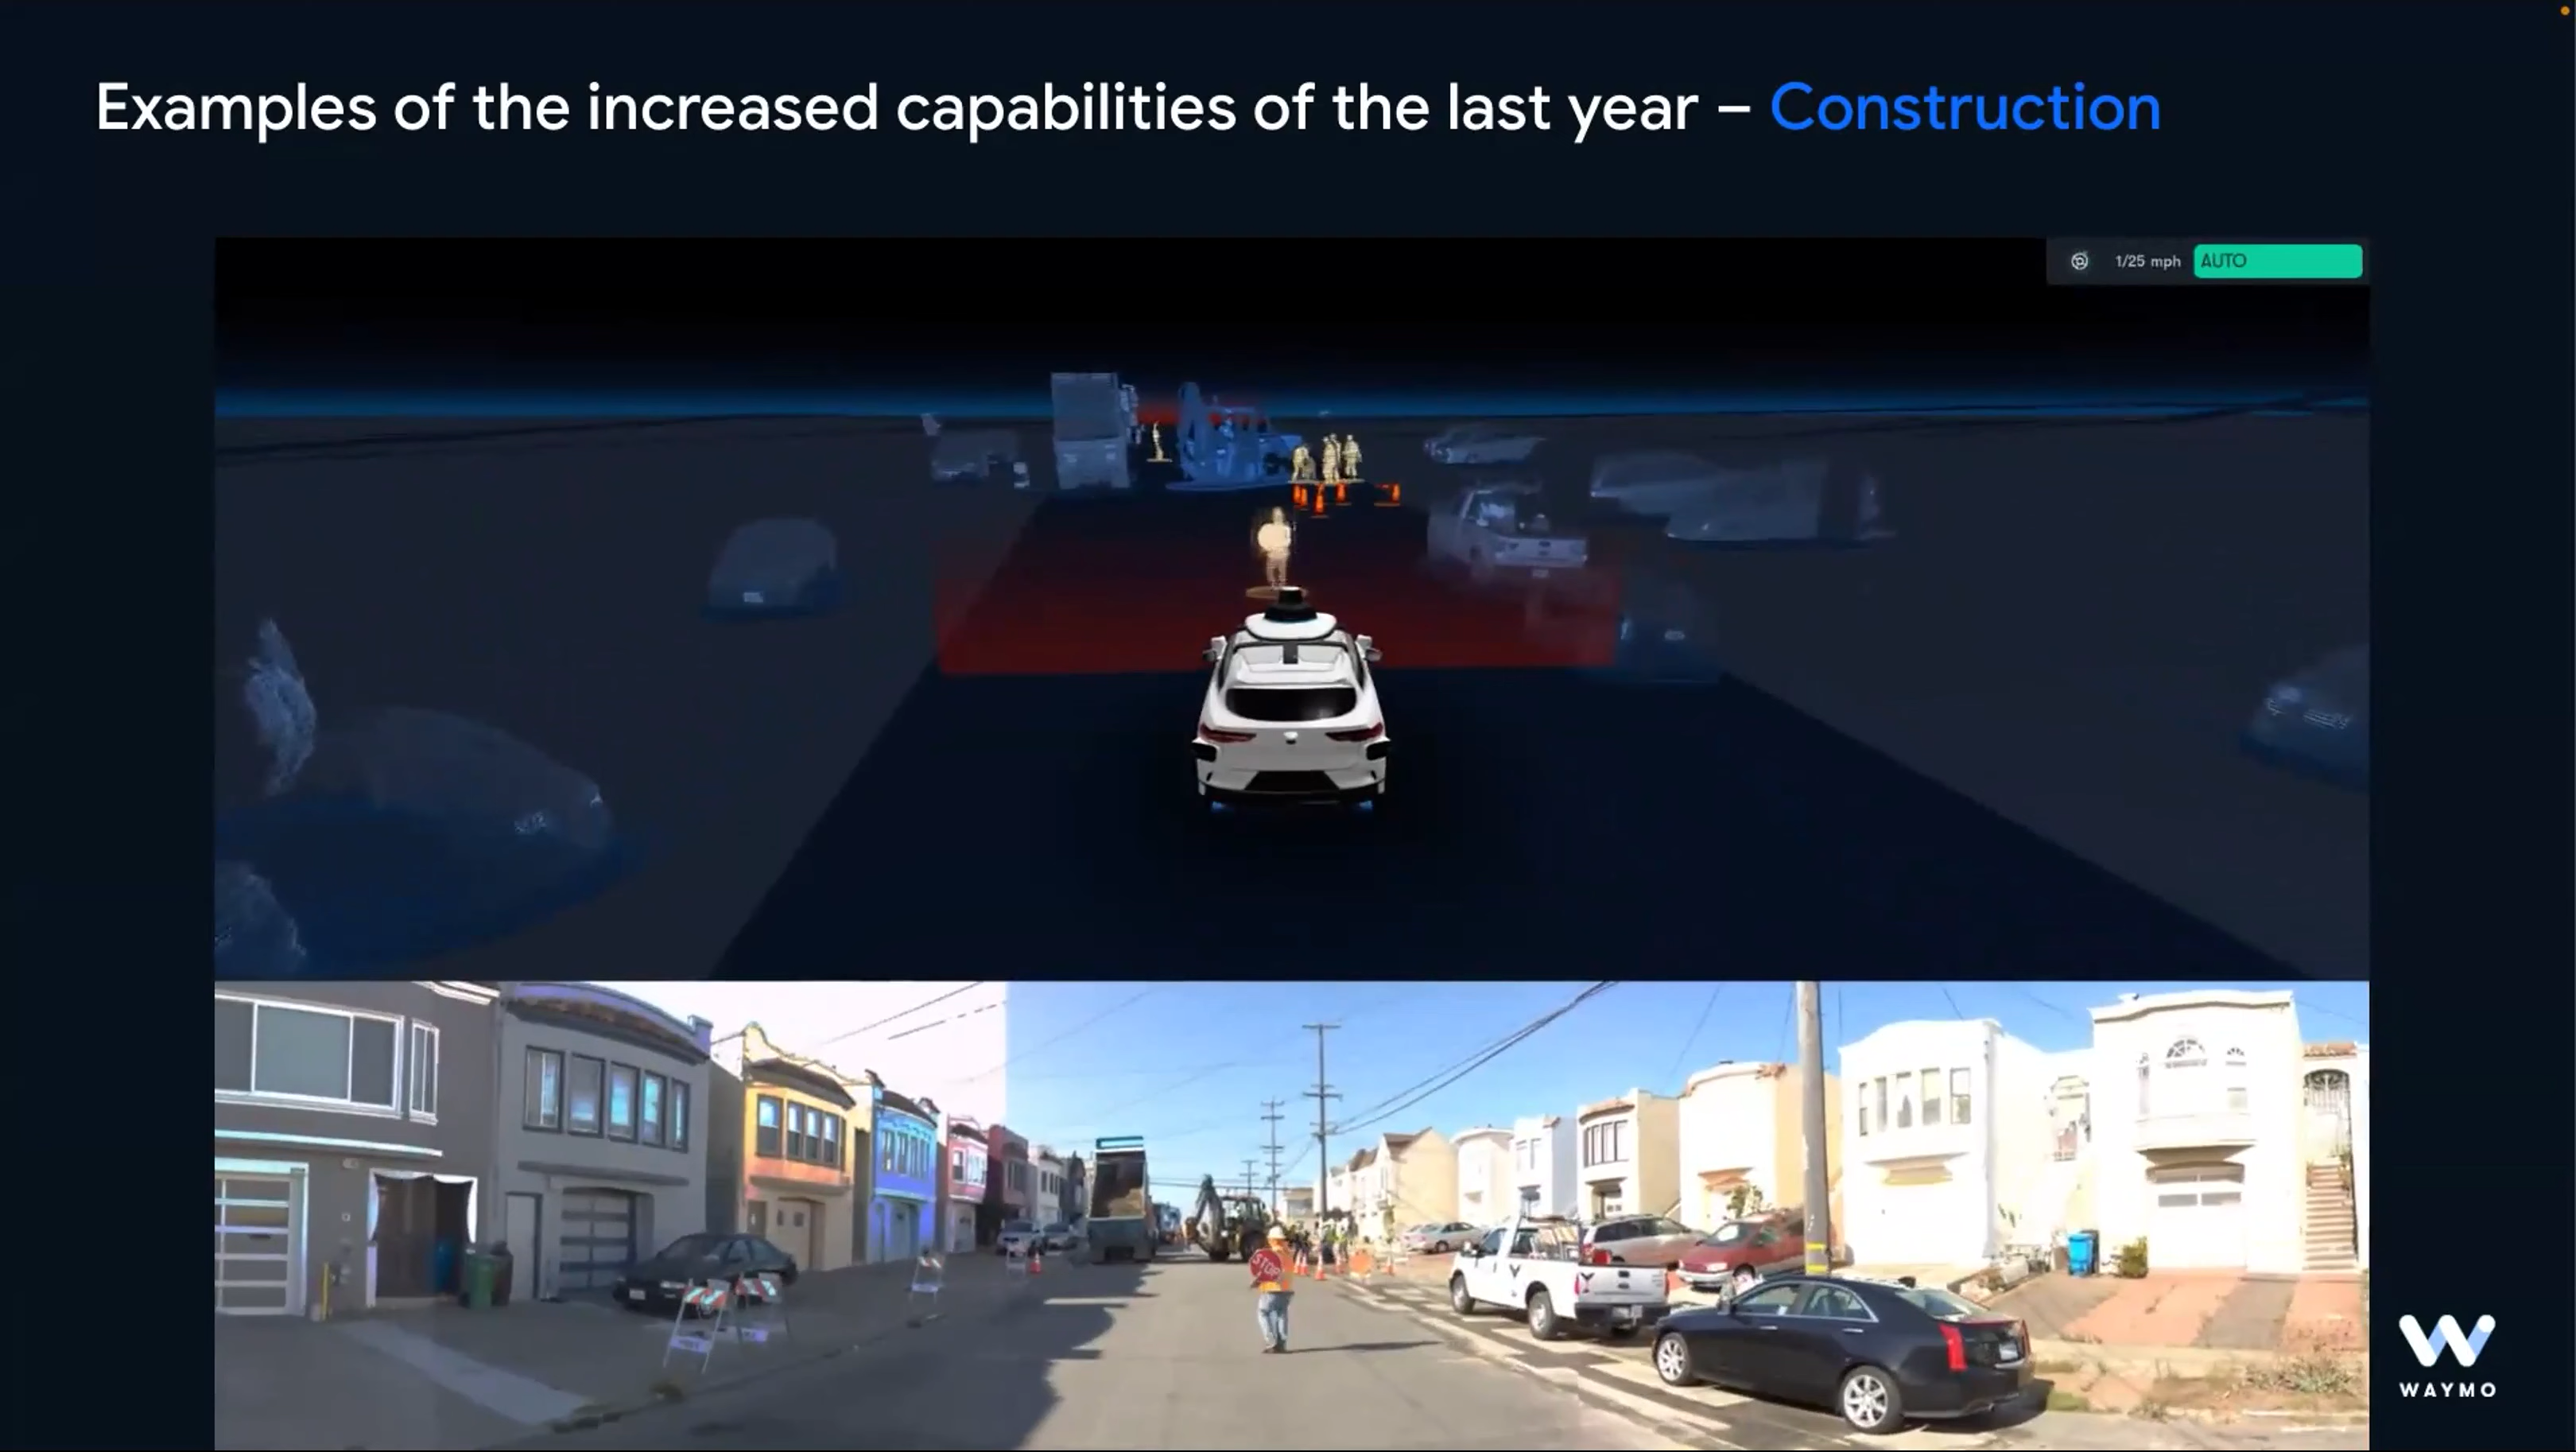 Examples of the increased capabilities of the last year – Construction
1/25 mph AUTO
STOP
WAYMO